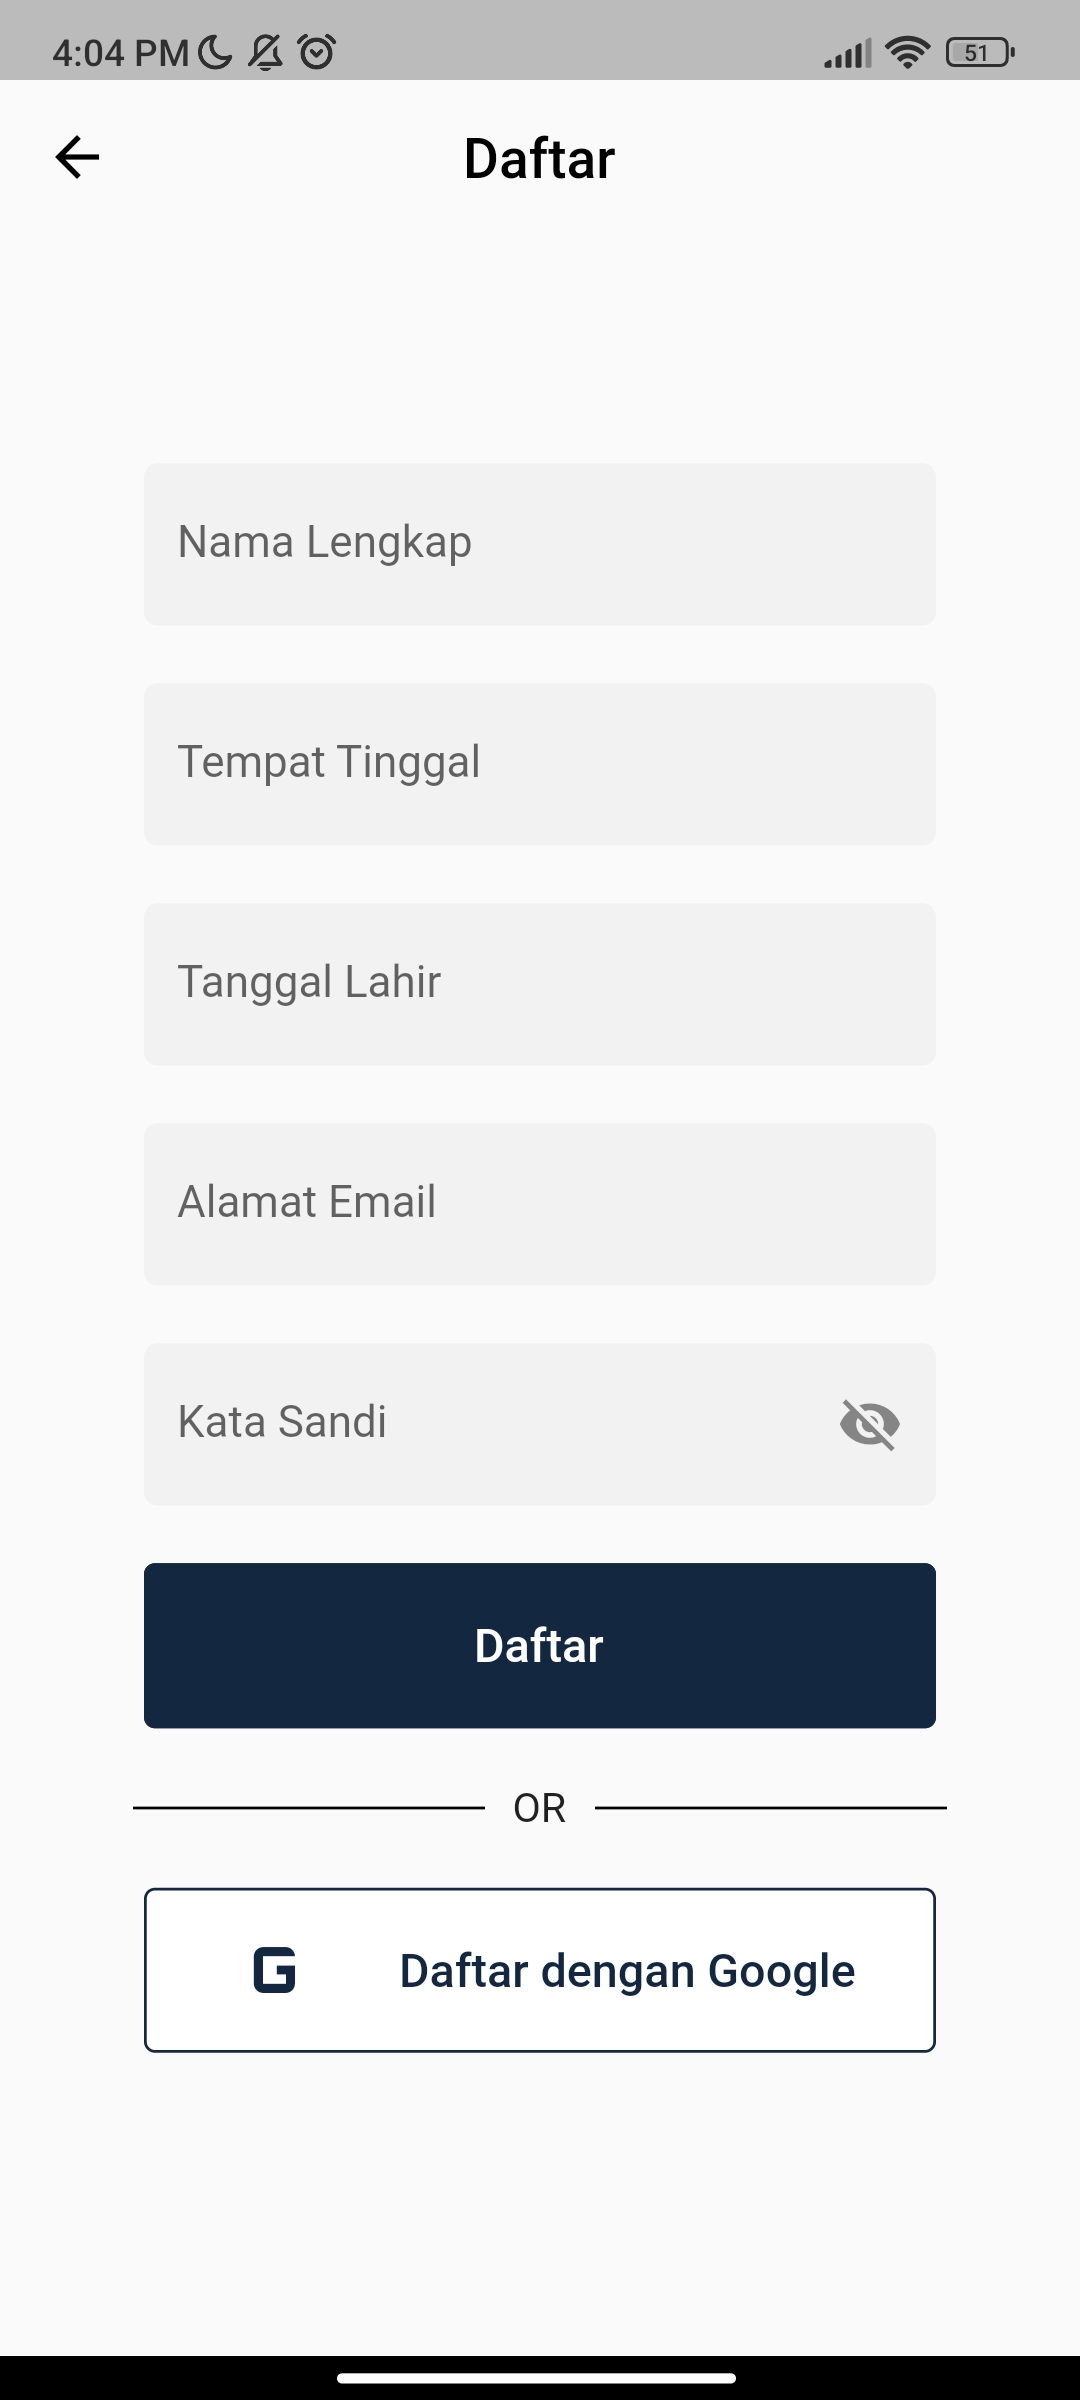 4:04 PM 51
Daftar
Nama Lengkap
Tempat Tinggal
Tanggal Lahir
Alamat Email
Kata Sandi
Daftar
OR
G Daftar dengan Google